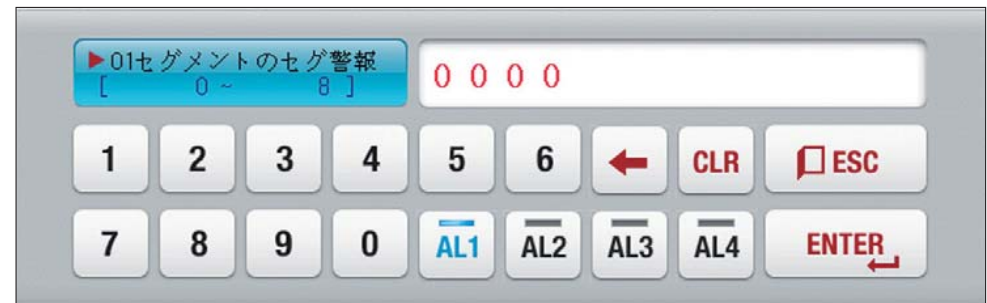 ▶01セグメントのセグ警報
[ 0 ~ 8 ]
0 0 0 0
1 2 3 4 5 6 ← CLR ESC
7 8 9 0 AL1 AL2 AL3 AL4 ENTER